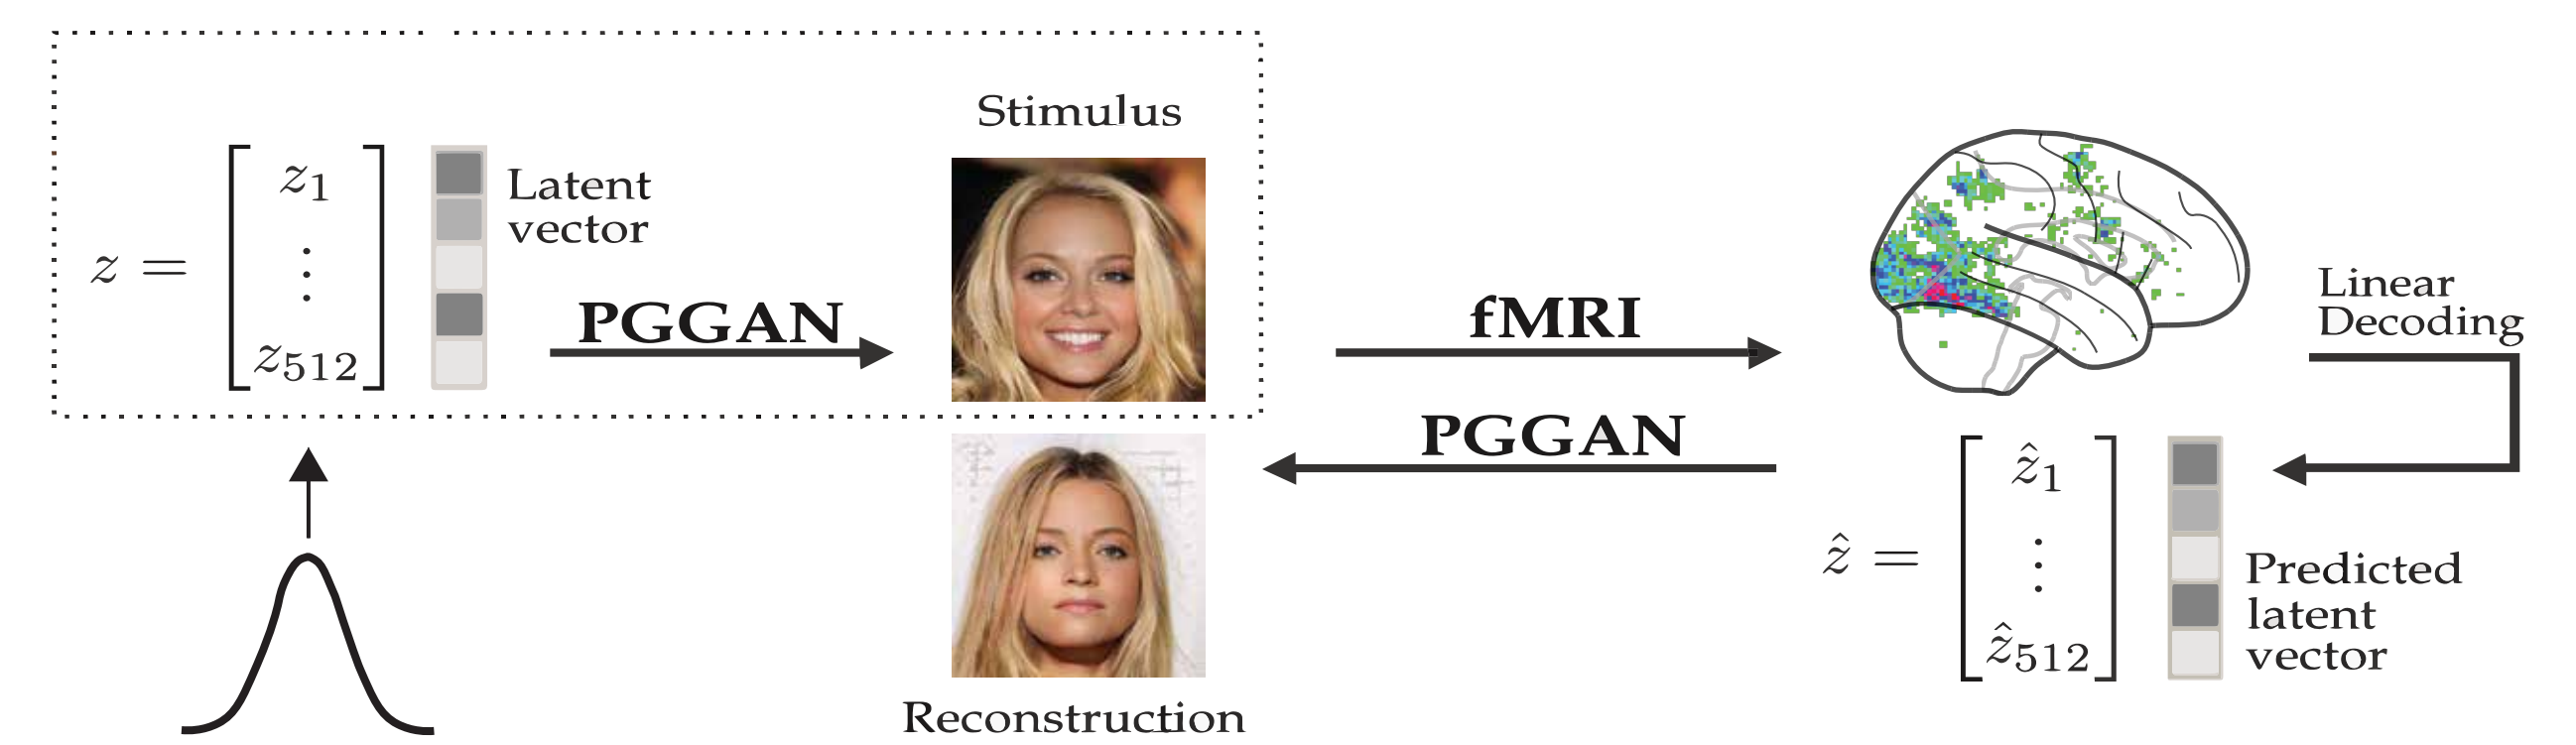 Stimulus
z =
z₁
⋮
z₅₁₂
Latent
vector
PGGAN
fMRI
Linear
Decoding
PGGAN
ẑ =
ẑ₁
⋮
ẑ₅₁₂
Predicted
latent
vector
Reconstruction